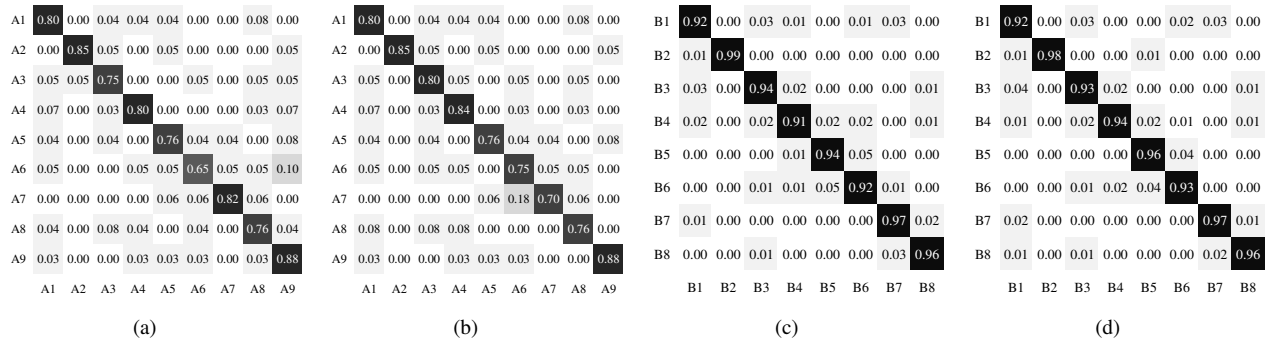 A1 0.80 0.00 0.04 0.04 0.04 0.00 0.00 0.08 0.00
A2 0.00 0.85 0.05 0.00 0.05 0.00 0.00 0.00 0.05
A3 0.05 0.05 0.75 0.00 0.00 0.05 0.00 0.05 0.05
A4 0.07 0.00 0.03 0.80 0.00 0.00 0.00 0.03 0.07
A5 0.04 0.00 0.04 0.00 0.76 0.04 0.04 0.00 0.08
A6 0.05 0.00 0.00 0.05 0.05 0.65 0.05 0.05 0.10
A7 0.00 0.00 0.00 0.00 0.06 0.06 0.82 0.06 0.00
A8 0.04 0.00 0.08 0.04 0.00 0.04 0.00 0.76 0.04
A9 0.03 0.00 0.03 0.03 0.03 0.03 0.00 0.00 0.88
A1 A2 A3 A4 A5 A6 A7 A8 A9
(a)
A1 0.80 0.00 0.04 0.04 0.04 0.00 0.00 0.08 0.00
A2 0.00 0.85 0.05 0.00 0.05 0.00 0.00 0.00 0.05
A3 0.05 0.00 0.80 0.05 0.00 0.05 0.00 0.05 0.00
A4 0.07 0.00 0.03 0.84 0.00 0.03 0.00 0.03 0.00
A5 0.04 0.00 0.04 0.00 0.76 0.04 0.04 0.00 0.08
A6 0.05 0.00 0.05 0.05 0.00 0.75 0.05 0.05 0.00
A7 0.00 0.00 0.00 0.00 0.06 0.18 0.70 0.06 0.00
A8 0.08 0.00 0.08 0.00 0.04 0.04 0.00 0.76 0.00
A9 0.03 0.00 0.03 0.03 0.03 0.00 0.00 0.00 0.88
A1 A2 A3 A4 A5 A6 A7 A8 A9
(b)
B1 0.92 0.00 0.03 0.01 0.00 0.01 0.03 0.00
B2 0.01 0.99 0.00 0.00 0.00 0.00 0.00 0.00
B3 0.03 0.00 0.94 0.02 0.00 0.00 0.00 0.01
B4 0.02 0.00 0.02 0.91 0.02 0.02 0.00 0.01
B5 0.00 0.00 0.00 0.01 0.94 0.05 0.00 0.00
B6 0.00 0.00 0.01 0.01 0.05 0.92 0.01 0.00
B7 0.01 0.00 0.00 0.00 0.00 0.00 0.97 0.02
B8 0.00 0.00 0.01 0.00 0.00 0.00 0.03 0.96
B1 B2 B3 B4 B5 B6 B7 B8
(c)
B1 0.92 0.00 0.03 0.00 0.00 0.02 0.03 0.00
B2 0.01 0.98 0.00 0.00 0.01 0.00 0.00 0.00
B3 0.04 0.00 0.93 0.02 0.00 0.00 0.00 0.01
B4 0.01 0.00 0.02 0.94 0.02 0.01 0.00 0.01
B5 0.00 0.00 0.00 0.00 0.96 0.04 0.00 0.00
B6 0.00 0.00 0.01 0.02 0.04 0.93 0.00 0.00
B7 0.02 0.00 0.00 0.00 0.00 0.00 0.97 0.01
B8 0.01 0.00 0.01 0.00 0.00 0.00 0.02 0.96
B1 B2 B3 B4 B5 B6 B7 B8
(d)